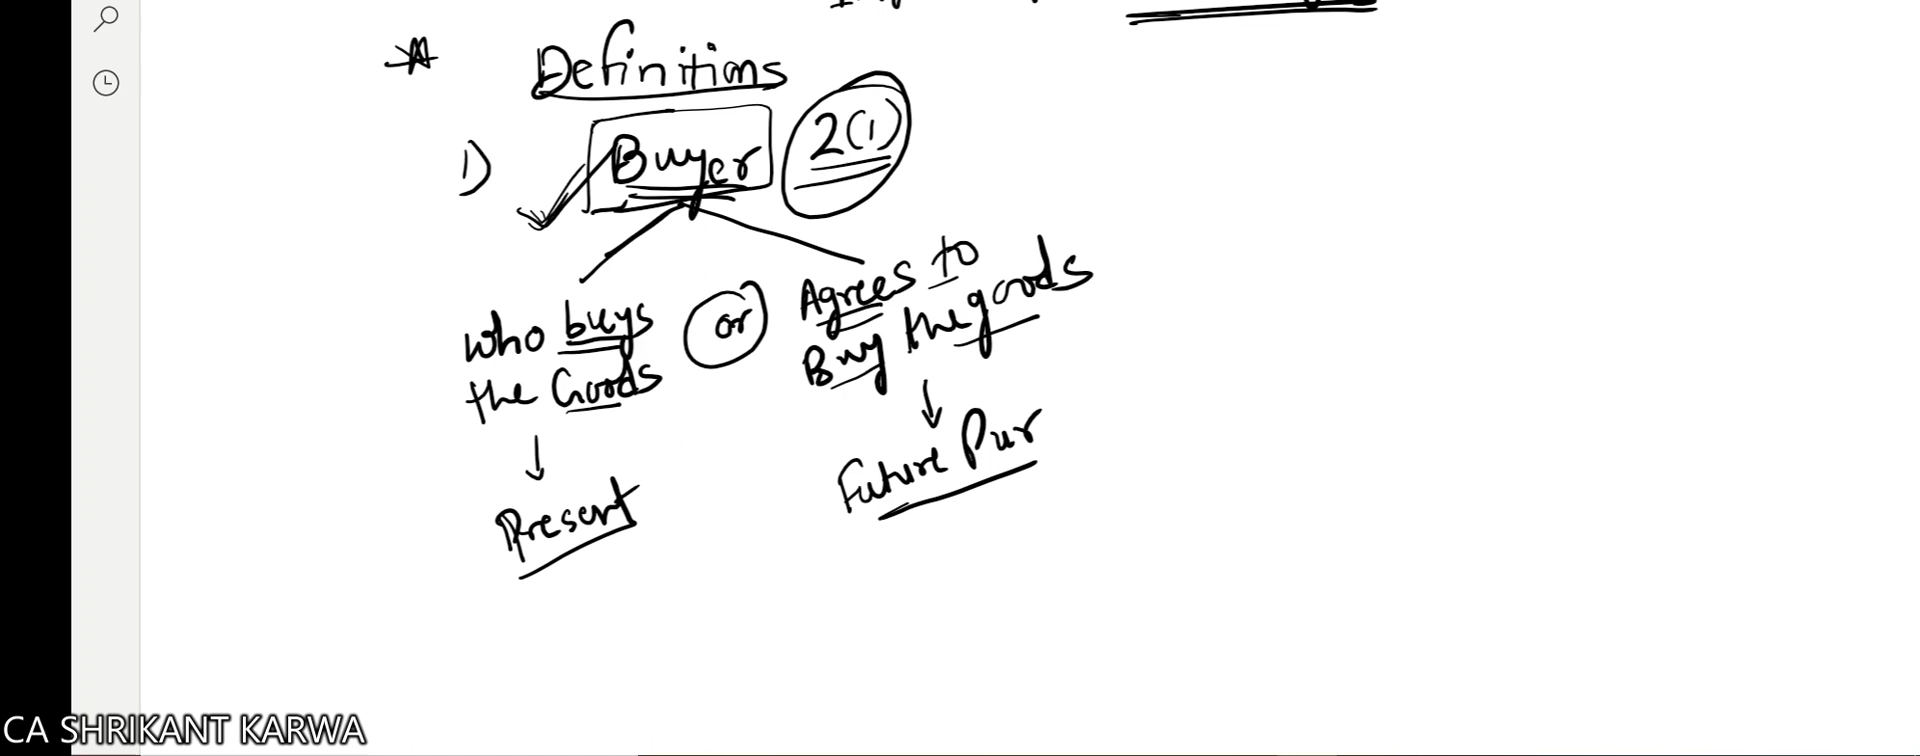 Definitions
1) Buyer 2(1)
who buys the Goods
or
Agrees to Buy the goods
Present
Future Pur
CA SHRIKANT KARWA